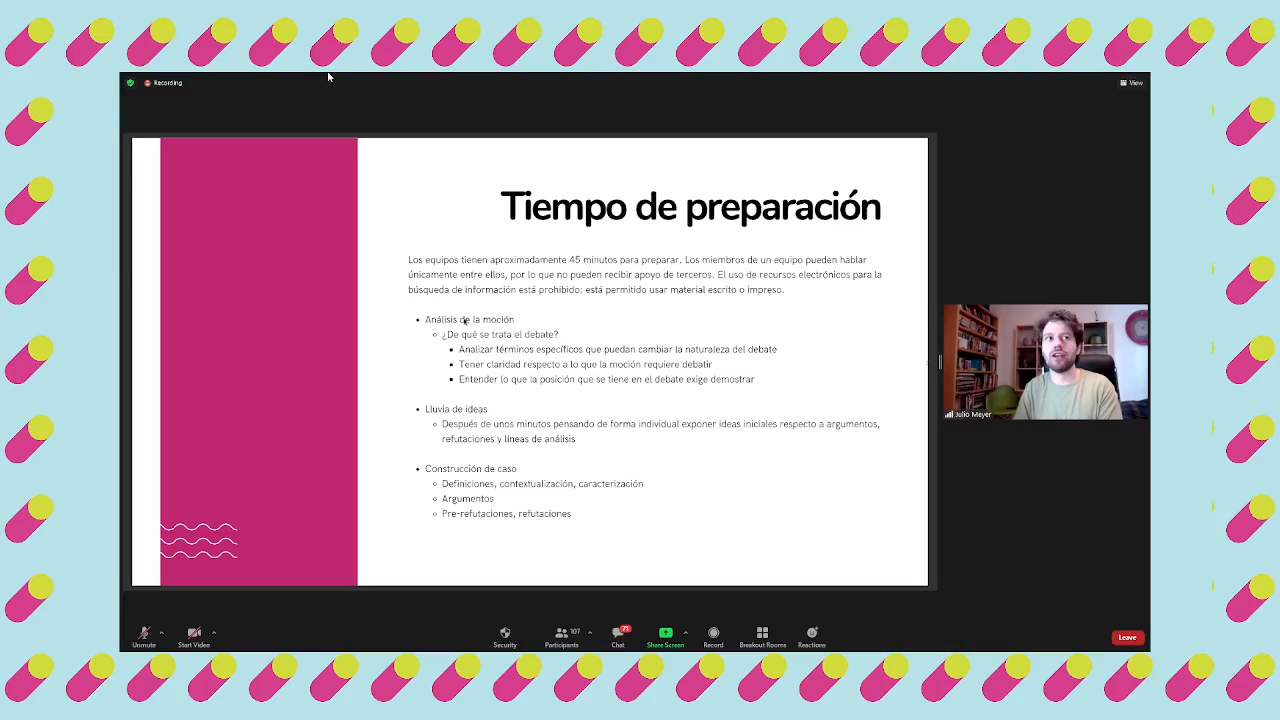 Recording
View
Tiempo de preparación
Los equipos tienen aproximadamente 45 minutos para preparar. Los miembros de un equipo pueden hablar
únicamente entre ellos, por lo que no pueden recibir apoyo de terceros. El uso de recursos electrónicos para la
búsqueda de información está prohibido; está permitido usar material escrito o impreso.
• Análisis de la moción
◦ ¿De qué se trata el debate?
▪ Analizar términos específicos que puedan cambiar la naturaleza del debate
▪ Tener claridad respecto a lo que la moción requiere debatir
▪ Entender lo que la posición que se tiene en el debate exige demostrar
• Lluvia de ideas
◦ Después de unos minutos pensando de forma individual exponer ideas iniciales respecto a argumentos,
refutaciones y líneas de análisis
• Construcción de caso
◦ Definiciones, contextualización, caracterización
◦ Argumentos
◦ Pre-refutaciones, refutaciones
Julio Meyer
107
71
Unmute
Start Video
Security
Participants
Chat
Share Screen
Record
Breakout Rooms
Reactions
Leave